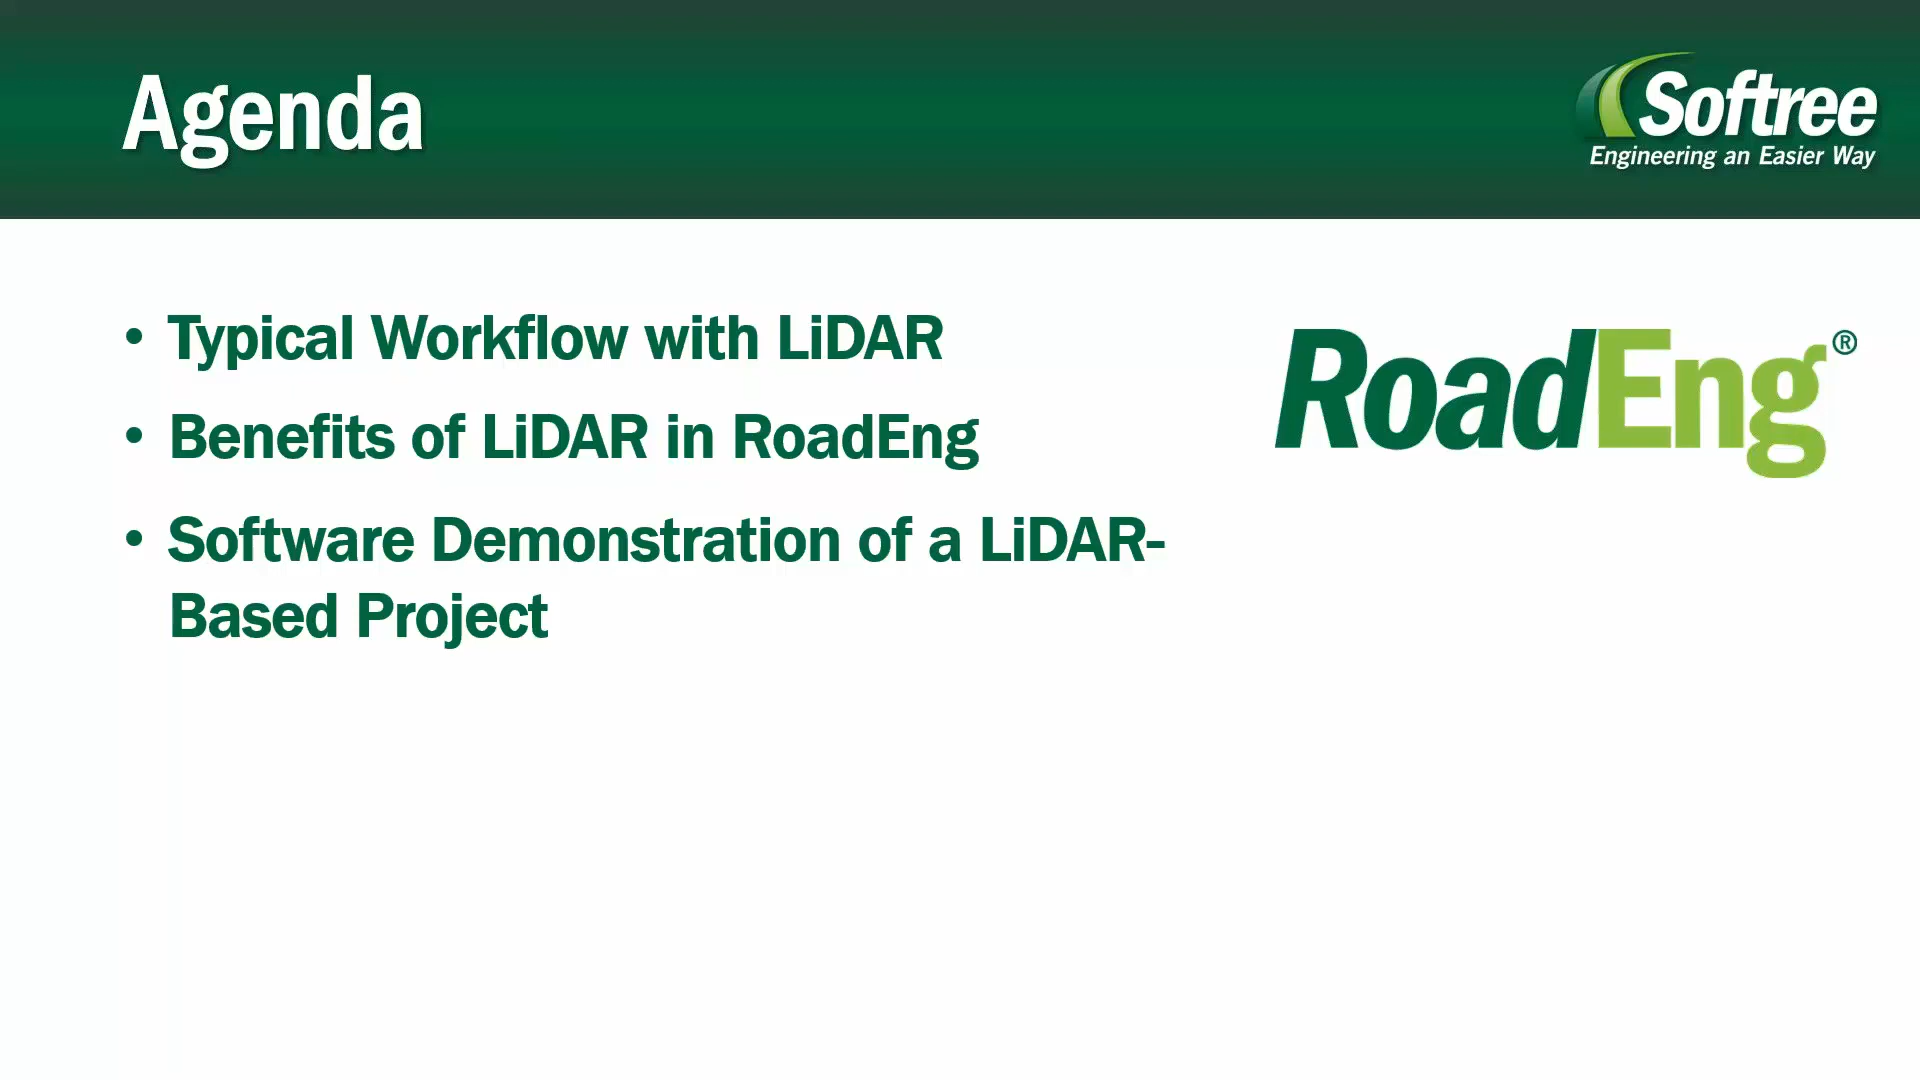 Agenda
Softree
Engineering an Easier Way
• Typical Workflow with LiDAR
• Benefits of LiDAR in RoadEng
• Software Demonstration of a LiDAR-
Based Project
RoadEng®